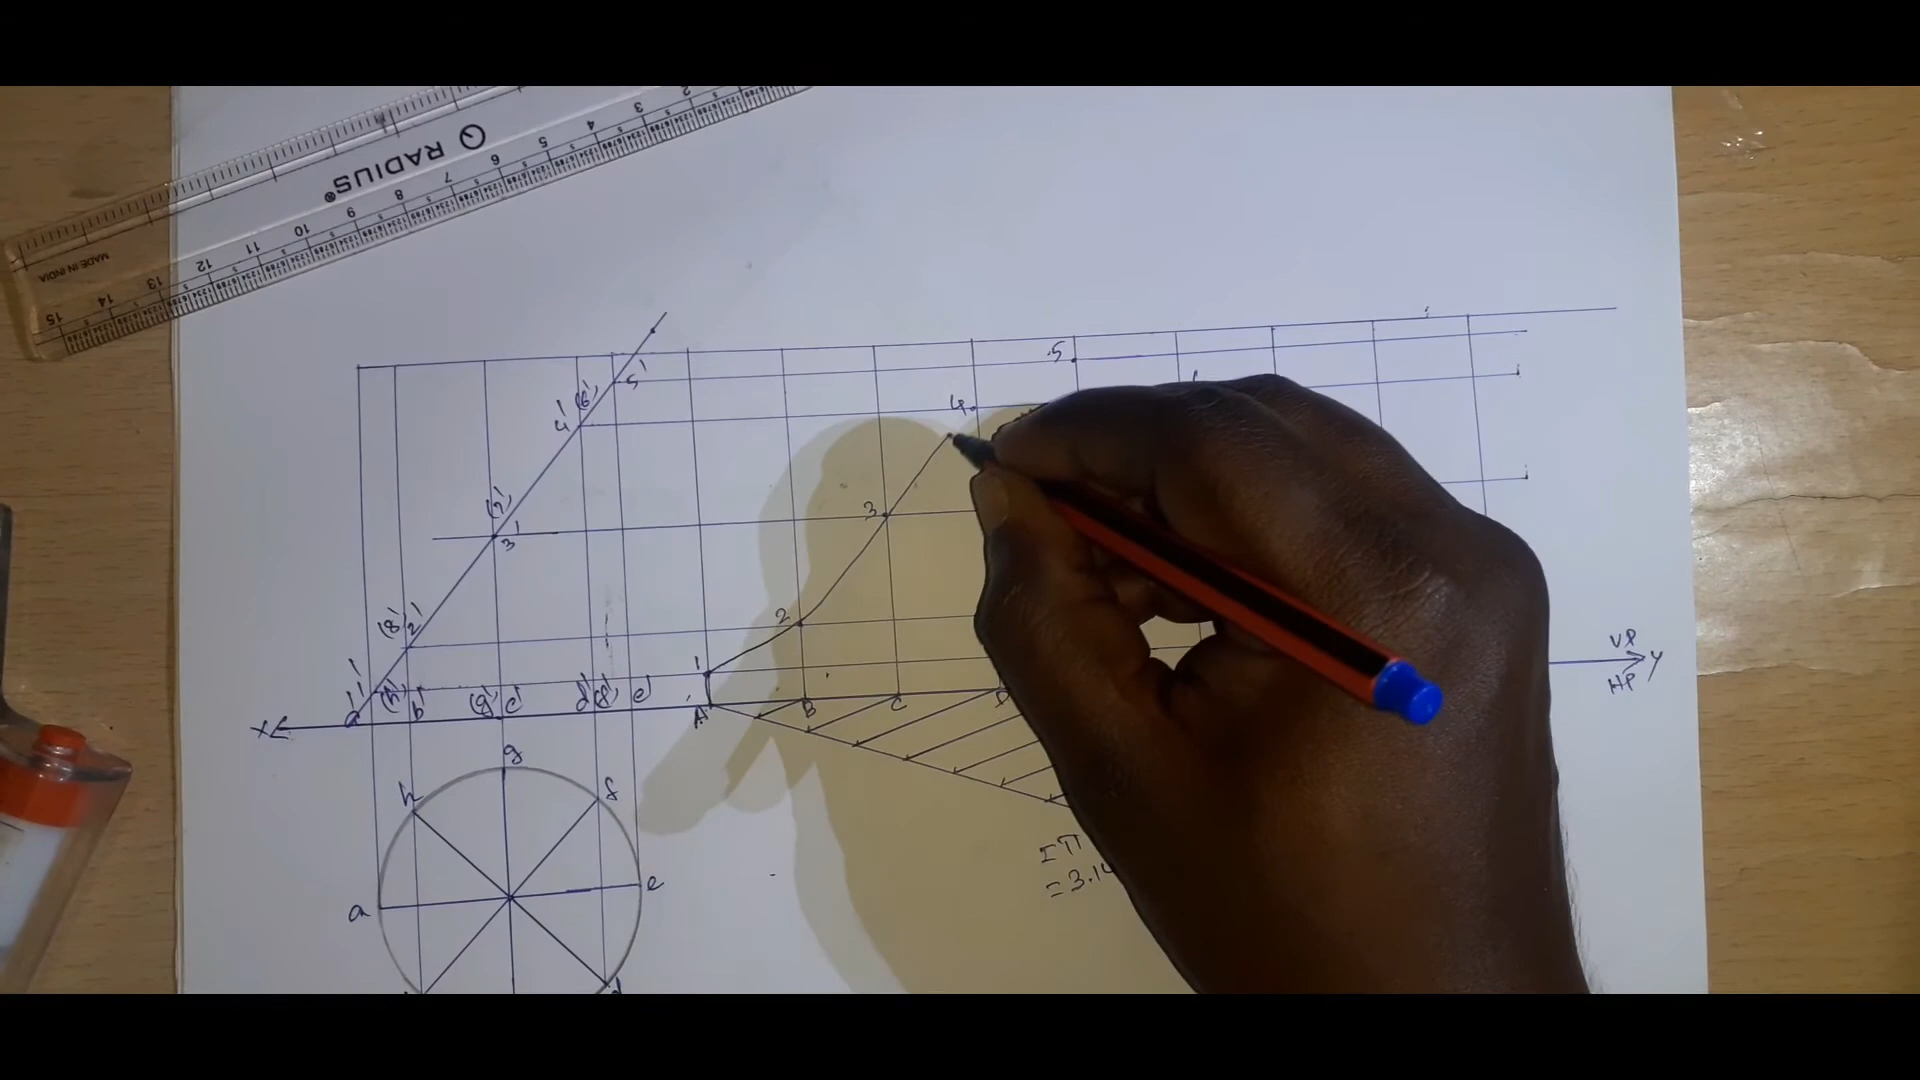 RADIUS®
MADE IN INDIA
15 14 13 12 11 10 9 8 7 6 5 4 3 2
.5
(6') 5'
4' 4.
(7')
3' 3
(8') 2' 2
1' 1
a' (h') b' (g') c' d' (f') e' A B C D
X Y
VP
HP
g
h f
a e
d
= π
= 3.14